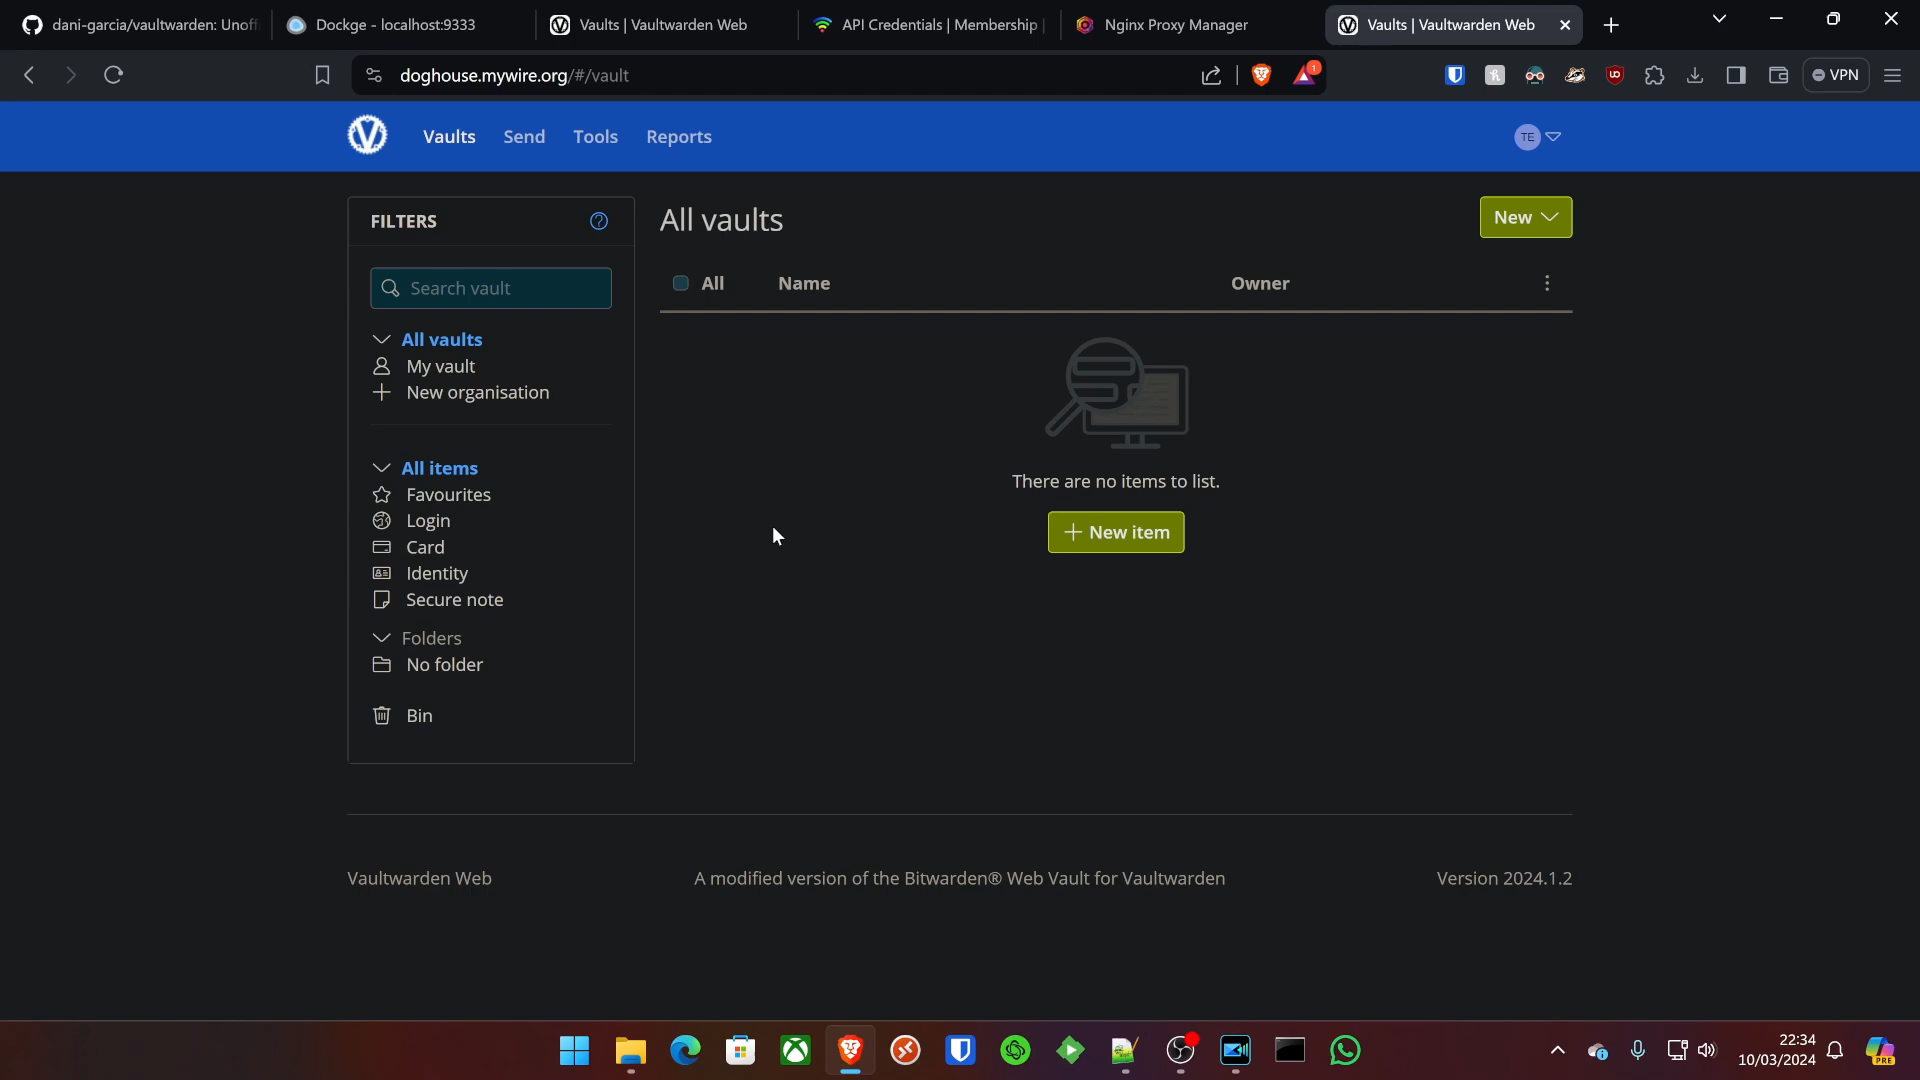 dani-garcia/vaultwarden: Unoffi
Dockge - localhost:9333
Vaults | Vaultwarden Web
API Credentials | Membership |
Nginx Proxy Manager
Vaults | Vaultwarden Web
doghouse.mywire.org/#/vault
1
VPN
Vaults
Send
Tools
Reports
TE
FILTERS
Search vault
All vaults
My vault
New organisation
All items
Favourites
Login
Card
Identity
Secure note
Folders
No folder
Bin
All vaults
New
All
Name
Owner
There are no items to list.
New item
Vaultwarden Web
A modified version of the Bitwarden® Web Vault for Vaultwarden
Version 2024.1.2
22:34
10/03/2024
PRE